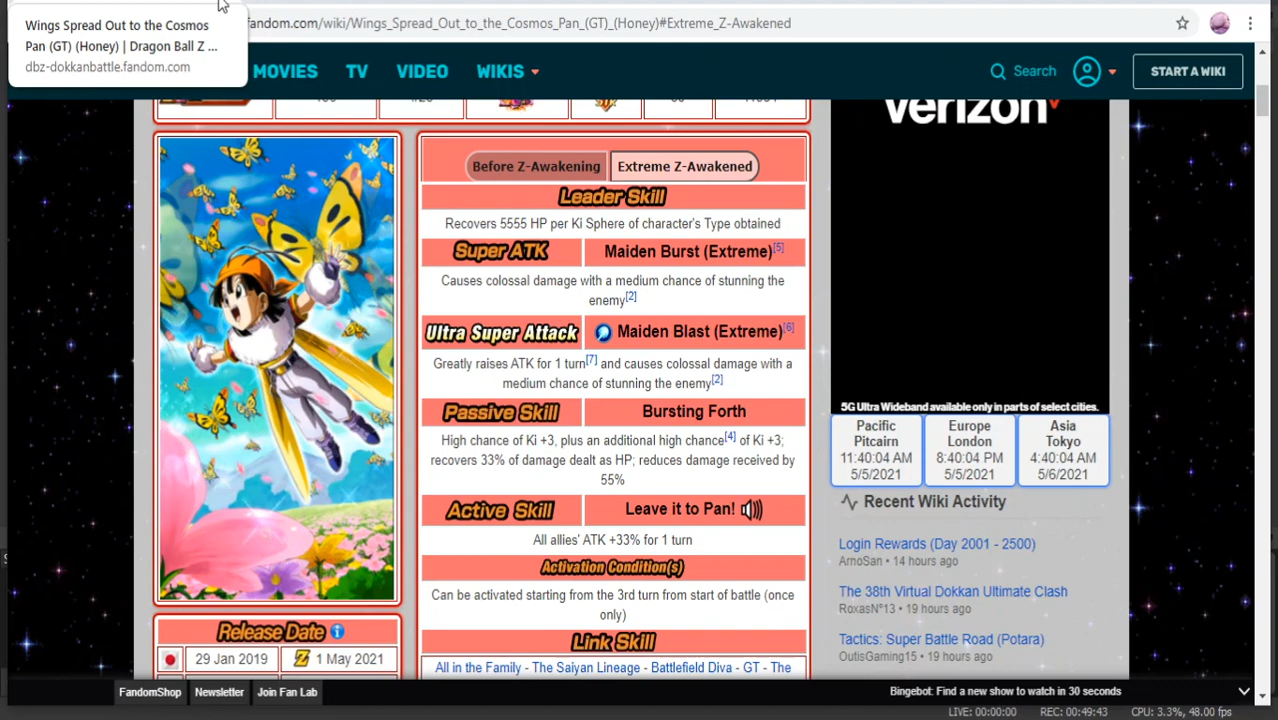 Wings Spread Out to the Cosmos
Pan (GT) (Honey) | Dragon Ball Z ...
dbz-dokkanbattle.fandom.com
fandom.com/wiki/Wings_Spread_Out_to_the_Cosmos_Pan_(GT)_(Honey)#Extreme_Z-Awakened
MOVIES TV VIDEO WIKIS Search START A WIKI
verizon
Before Z-Awakening Extreme Z-Awakened
Leader Skill
Recovers 5555 HP per Ki Sphere of character's Type obtained
Super ATK Maiden Burst (Extreme)[5]
Causes colossal damage with a medium chance of stunning the
enemy[2]
Ultra Super Attack Maiden Blast (Extreme)[6]
Greatly raises ATK for 1 turn[7] and causes colossal damage with a
medium chance of stunning the enemy[2]
Passive Skill Bursting Forth
High chance of Ki +3, plus an additional high chance[4] of Ki +3;
recovers 33% of damage dealt as HP; reduces damage received by
55%
Active Skill Leave it to Pan!
All allies' ATK +33% for 1 turn
Activation Condition(s)
Can be activated starting from the 3rd turn from start of battle (once
only)
Link Skill
All in the Family - The Saiyan Lineage - Battlefield Diva - GT - The
Release Date
29 Jan 2019 Z 1 May 2021
5G Ultra Wideband available only in parts of select cities.
Pacific
Pitcairn
11:40:04 AM
5/5/2021
Europe
London
8:40:04 PM
5/5/2021
Asia
Tokyo
4:40:04 AM
5/6/2021
Recent Wiki Activity
Login Rewards (Day 2001 - 2500)
ArnoSan • 14 hours ago
The 38th Virtual Dokkan Ultimate Clash
RoxasN°13 • 19 hours ago
Tactics: Super Battle Road (Potara)
OutisGaming15 • 19 hours ago
FandomShop Newsletter Join Fan Lab Bingebot: Find a new show to watch in 30 seconds
LIVE: 00:00:00 REC: 00:49:43 CPU: 3.3%, 48.00 fps